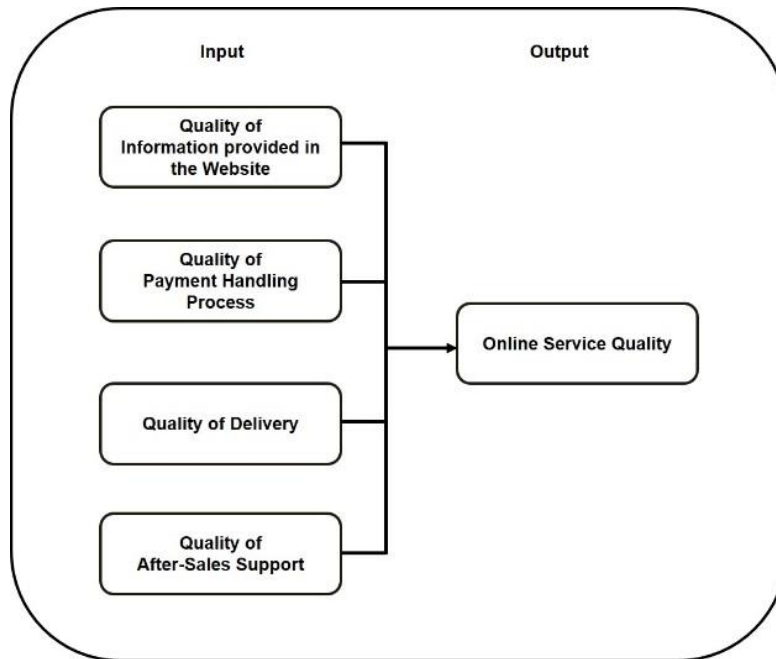 Input
Output
Quality of
Information provided in
the Website
Quality of
Payment Handling
Process
Online Service Quality
Quality of Delivery
Quality of
After-Sales Support